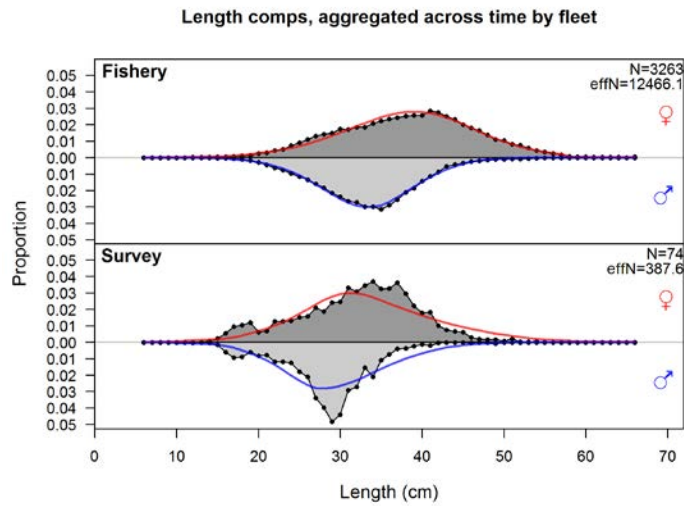 Length comps, aggregated across time by fleet
Fishery
N=3263
effN=12466.1
♀
0.05
0.04
0.03
0.02
0.01
0.00
0.01
0.02
0.03
0.04
0.05
♂
Survey
N=74
effN=387.6
♀
0.05
0.04
0.03
0.02
0.01
0.00
0.01
0.02
0.03
0.04
0.05
♂
Proportion
0 10 20 30 40 50 60 70
Length (cm)